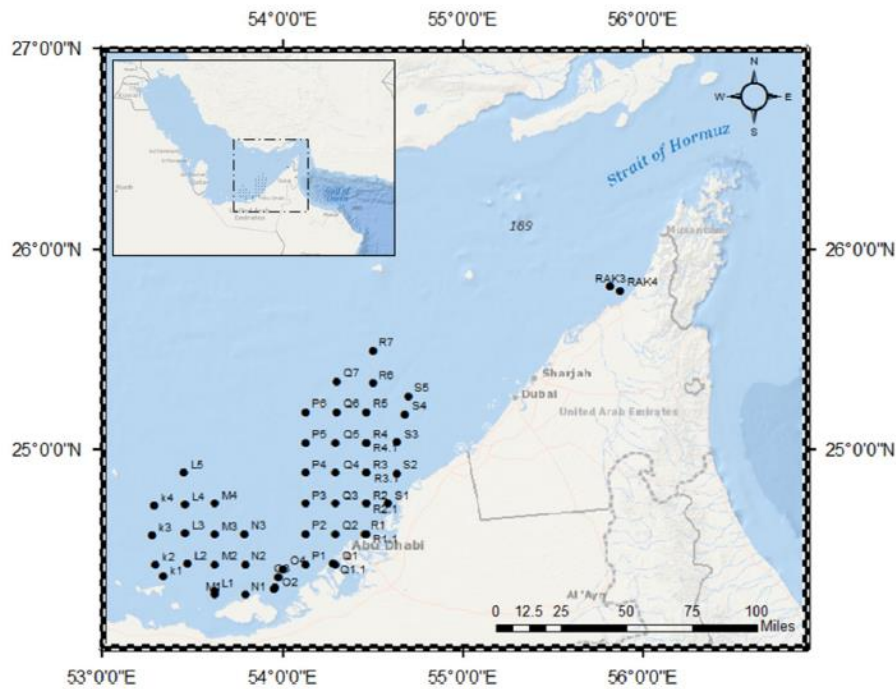 54°0'0"E 55°0'0"E 56°0'0"E
27°0'0"N
N
W E
S
Strait of Hormuz
189
26°0'0"N 26°0'0"N
RAK3 RAK4
R7
Q7 R6
S5
P6 Q6 R5 S4
Sharjah
Dubai
United Arab Emirates
P5 Q5 R4 S3
R4.1
25°0'0"N 25°0'0"N
L5 P4 Q4 R3 S2
R3.1
k4 L4 M4 P3 Q3 R2 S1
R2.1
k3 L3 M3 N3 P2 Q2 R1
R1.1
Abu Dhabi
k2 L2 M2 N2 O4 P1 Q1
Q1.1
k1
M1 L1 N1 O2
Al 'Ayn
0 12.5 25 50 75 100
Miles
53°0'0"E 54°0'0"E 55°0'0"E 56°0'0"E